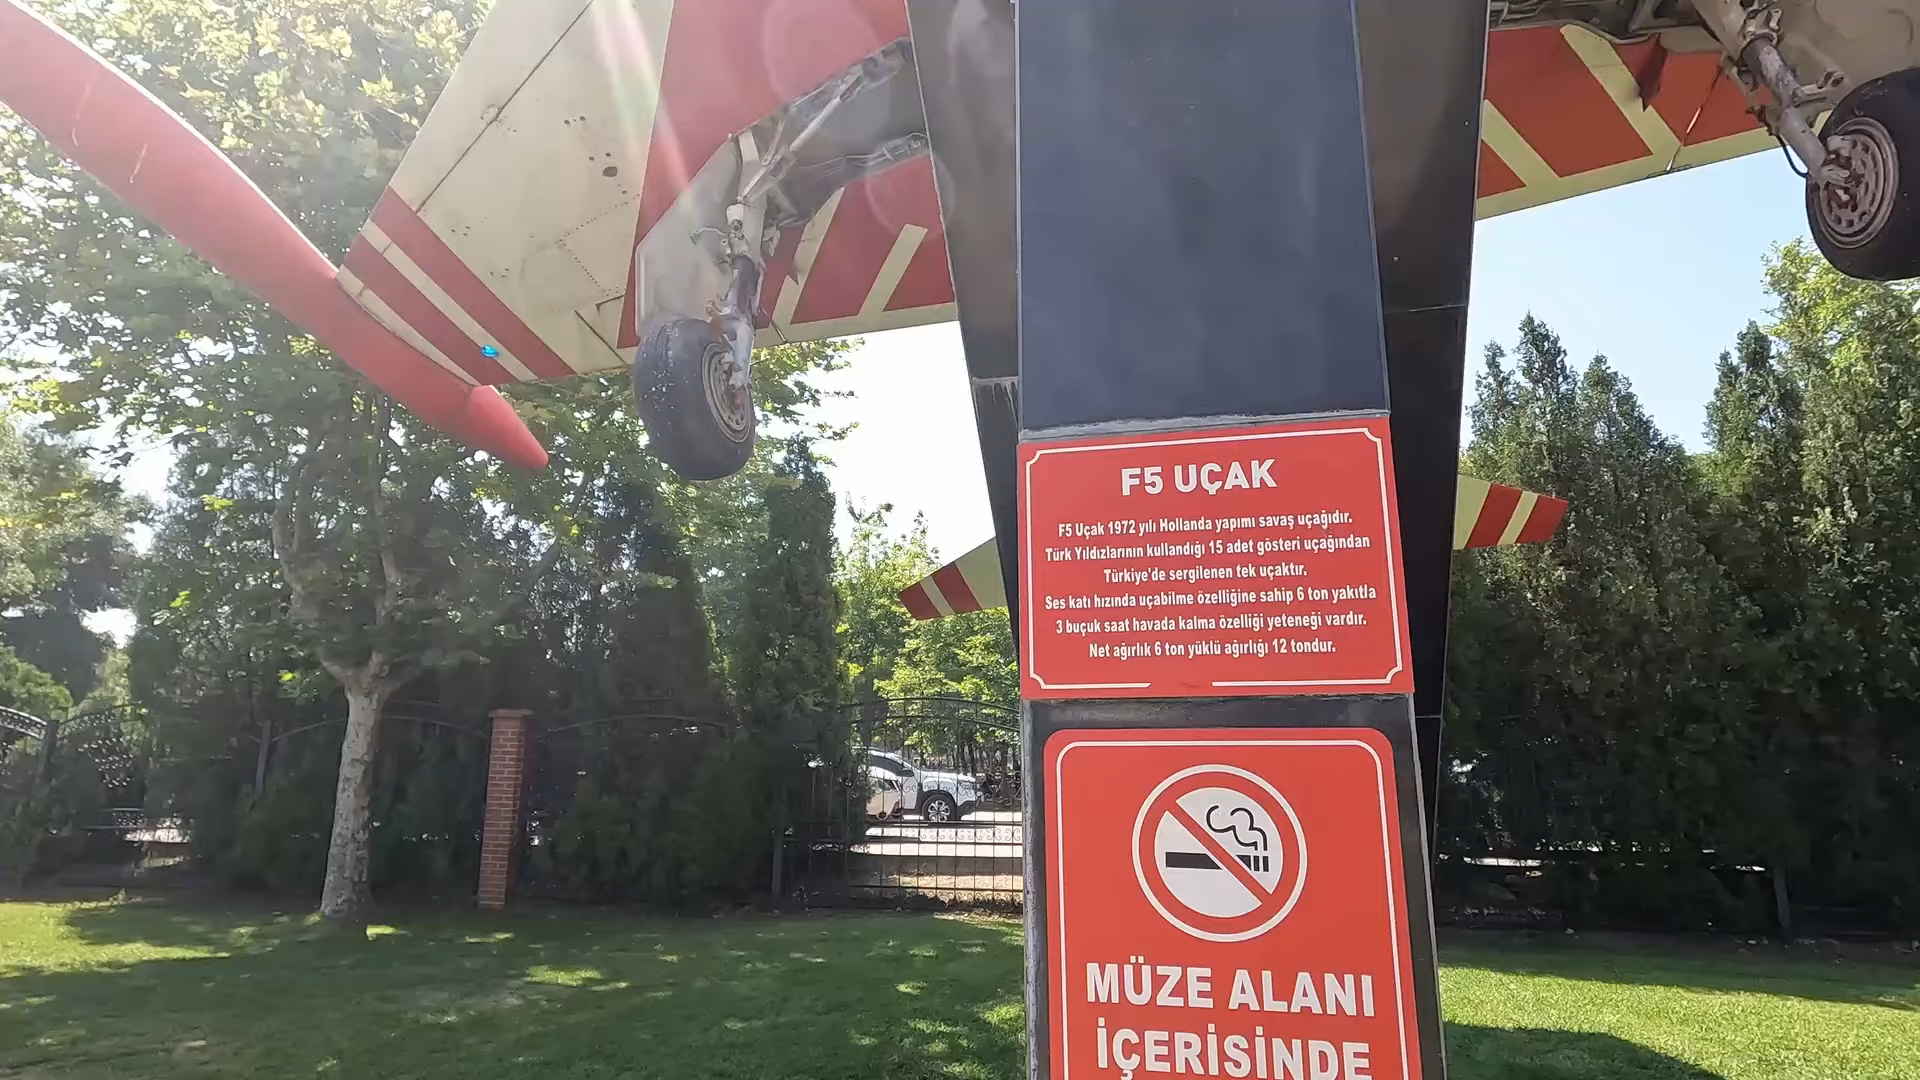 F5 UÇAK
F5 Uçak 1972 yılı Hollanda yapımı savaş uçağıdır.
Türk Yıldızlarının kullandığı 15 adet gösteri uçağından
Türkiye'de sergilenen tek uçaktır.
Ses katı hızında uçabilme özelliğine sahip 6 ton yakıtla
3 buçuk saat havada kalma özelliği yeteneği vardır.
Net ağırlık 6 ton yüklü ağırlığı 12 tondur.
MÜZE ALANI
İÇERİSİNDE